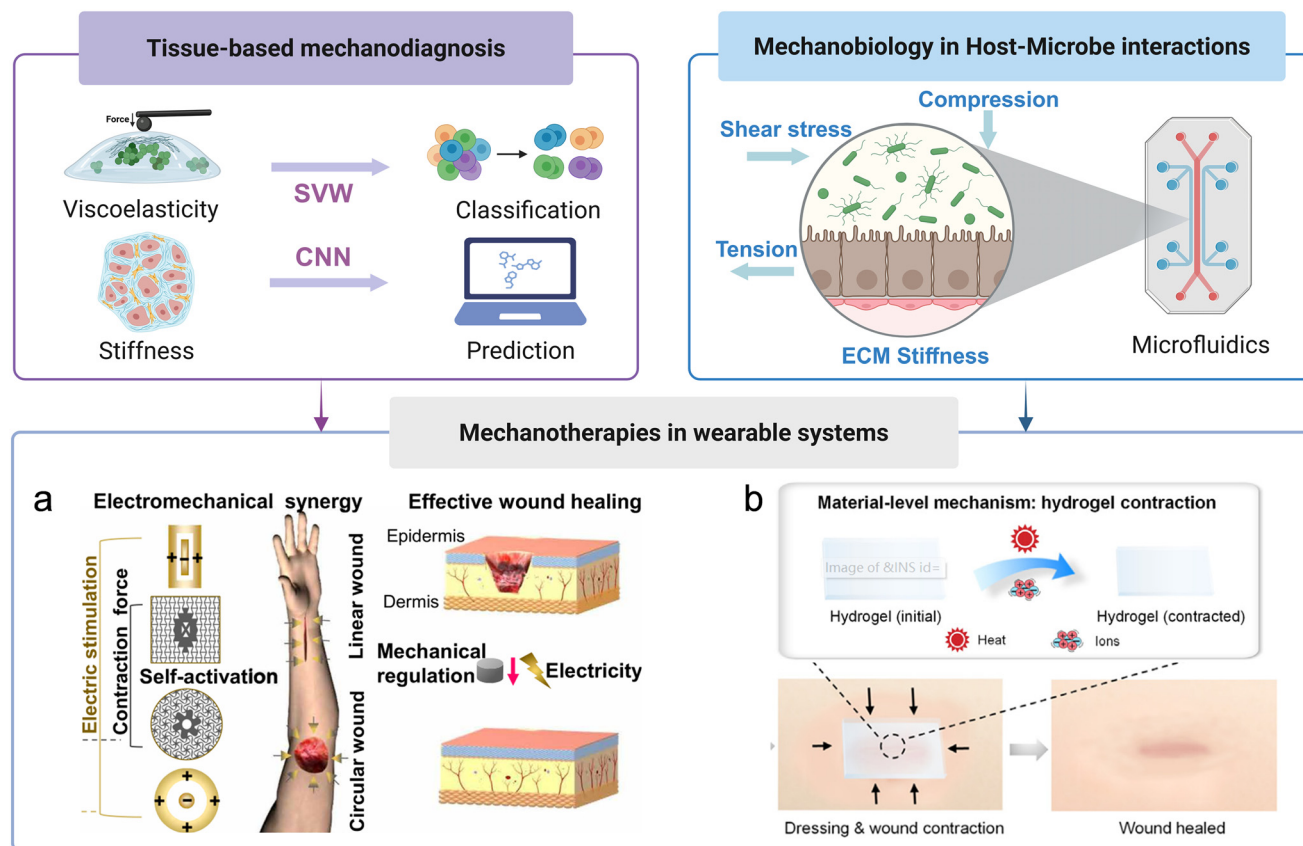 Tissue-based mechanodiagnosis
Force
Viscoelasticity
SVW
Classification
CNN
Stiffness
Prediction
Mechanobiology in Host-Microbe interactions
Compression
Shear stress
Tension
ECM Stiffness
Microfluidics
Mechanotherapies in wearable systems
a
Electromechanical synergy
Electric stimulation
Contraction force
Self-activation
Linear wound
Circular wound
Effective wound healing
Epidermis
Dermis
Mechanical
regulation
Electricity
b
Material-level mechanism: hydrogel contraction
Image of &INS id=
Hydrogel (initial)
Hydrogel (contracted)
Heat
Ions
Dressing & wound contraction
Wound healed